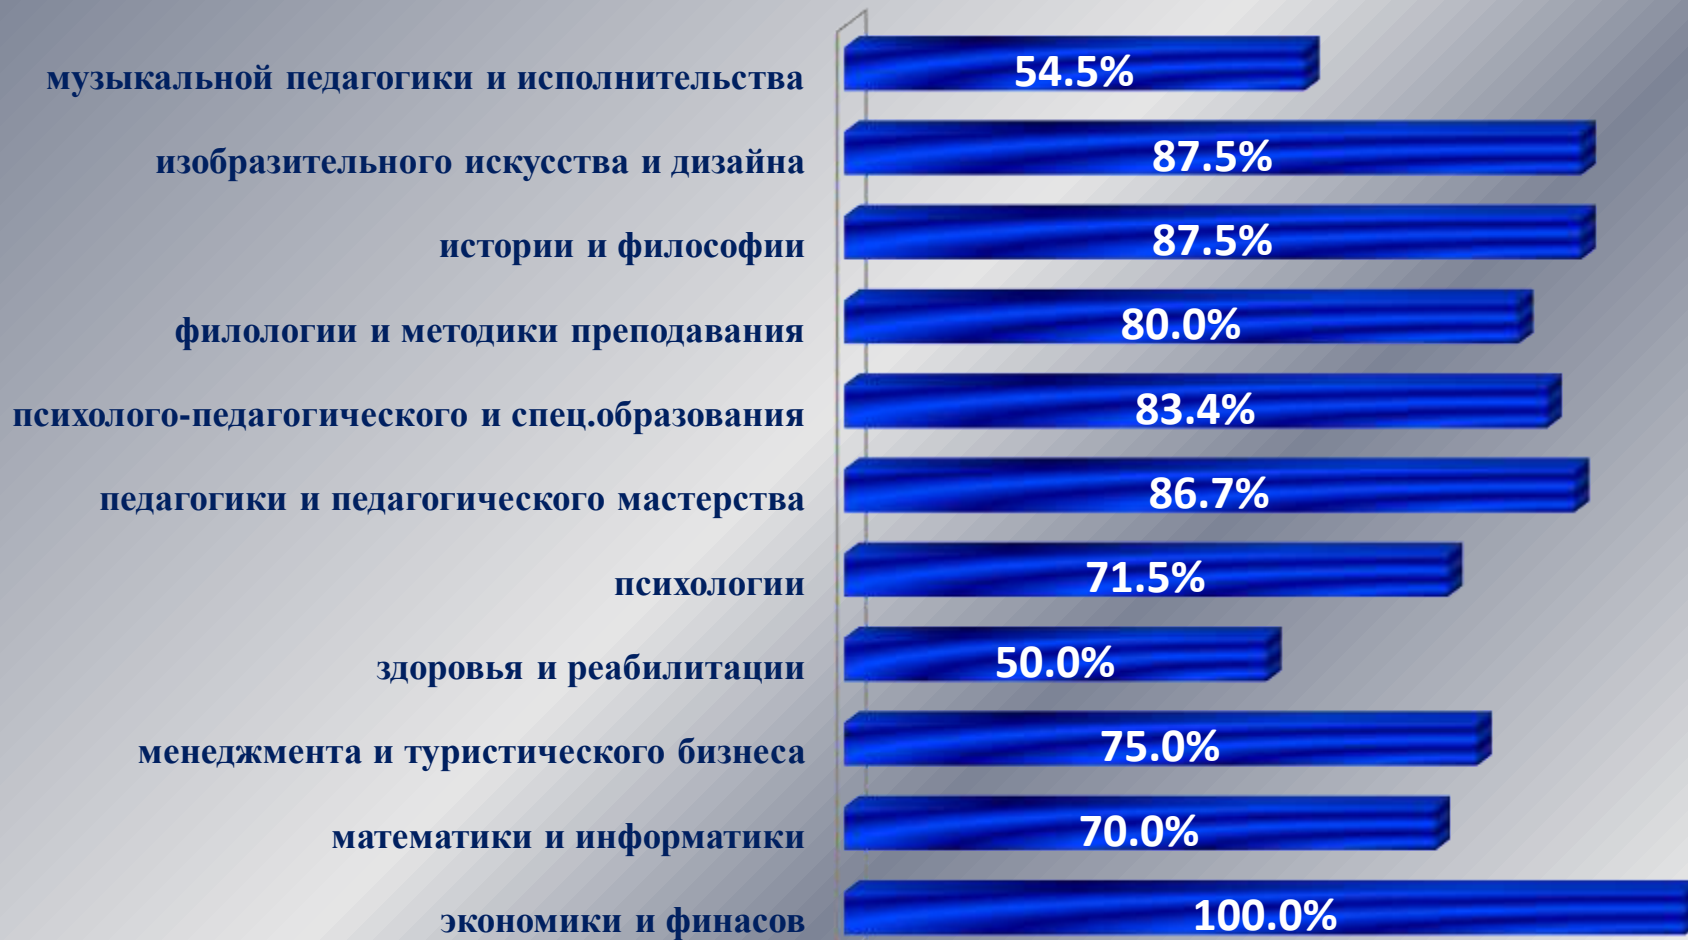 музыкальной педагогики и исполнительства 54.5%
изобразительного искусства и дизайна 87.5%
истории и философии 87.5%
филологии и методики преподавания 80.0%
психолого-педагогического и спец.образования 83.4%
педагогики и педагогического мастерства 86.7%
психологии 71.5%
здоровья и реабилитации 50.0%
менеджмента и туристического бизнеса 75.0%
математики и информатики 70.0%
экономики и финасов 100.0%